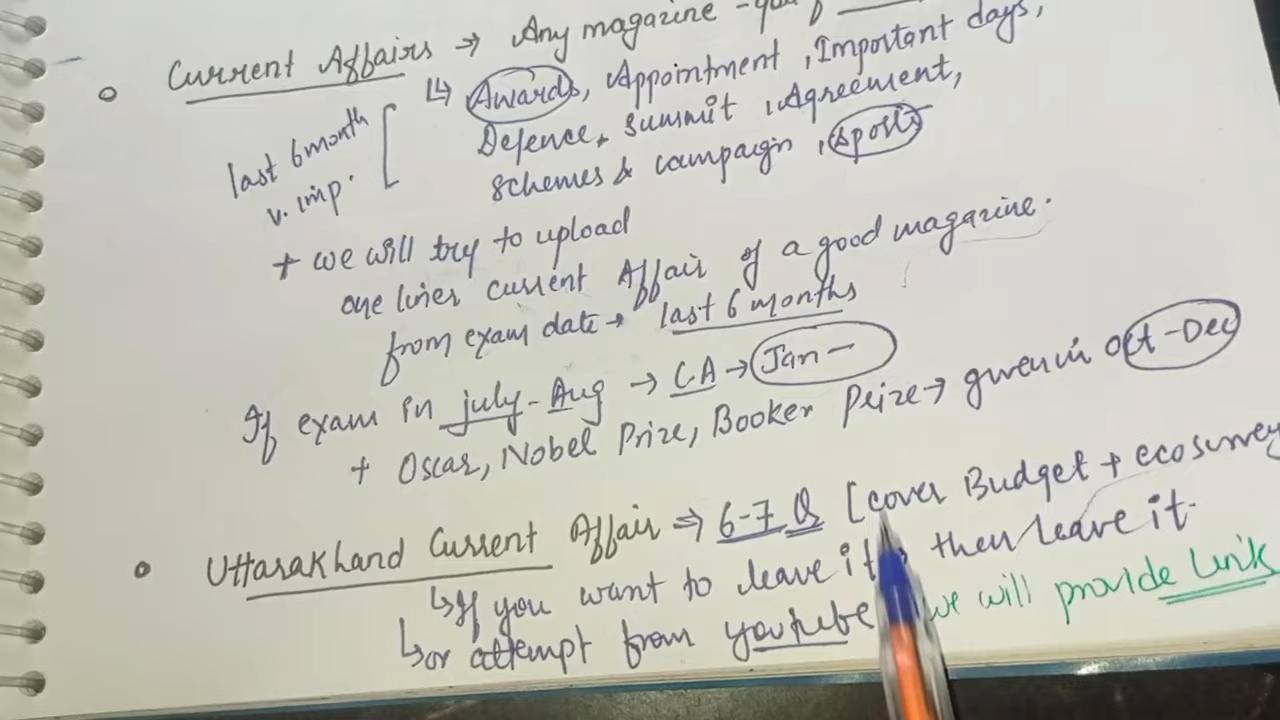 Current Affairs → Any magazine -
↳ Awards, Appointment, Important days,
last 6 month
v. imp.
Defence, summit, Agreement,
schemes & campaign, sports
+ we will try to upload
one liner current Affair of a good magazine.
from exam date → last 6 months
If exam in july-Aug → C.A → Jan -
+ Oscar, Nobel Prize, Booker Prize → given in Oct-Dec
Uttarakhand Current Affair ⇒ 6-7 Q [cover Budget + ecosurvey
↳ If you want to leave it, then leave it.
↳ or attempt from youtube we will provide link